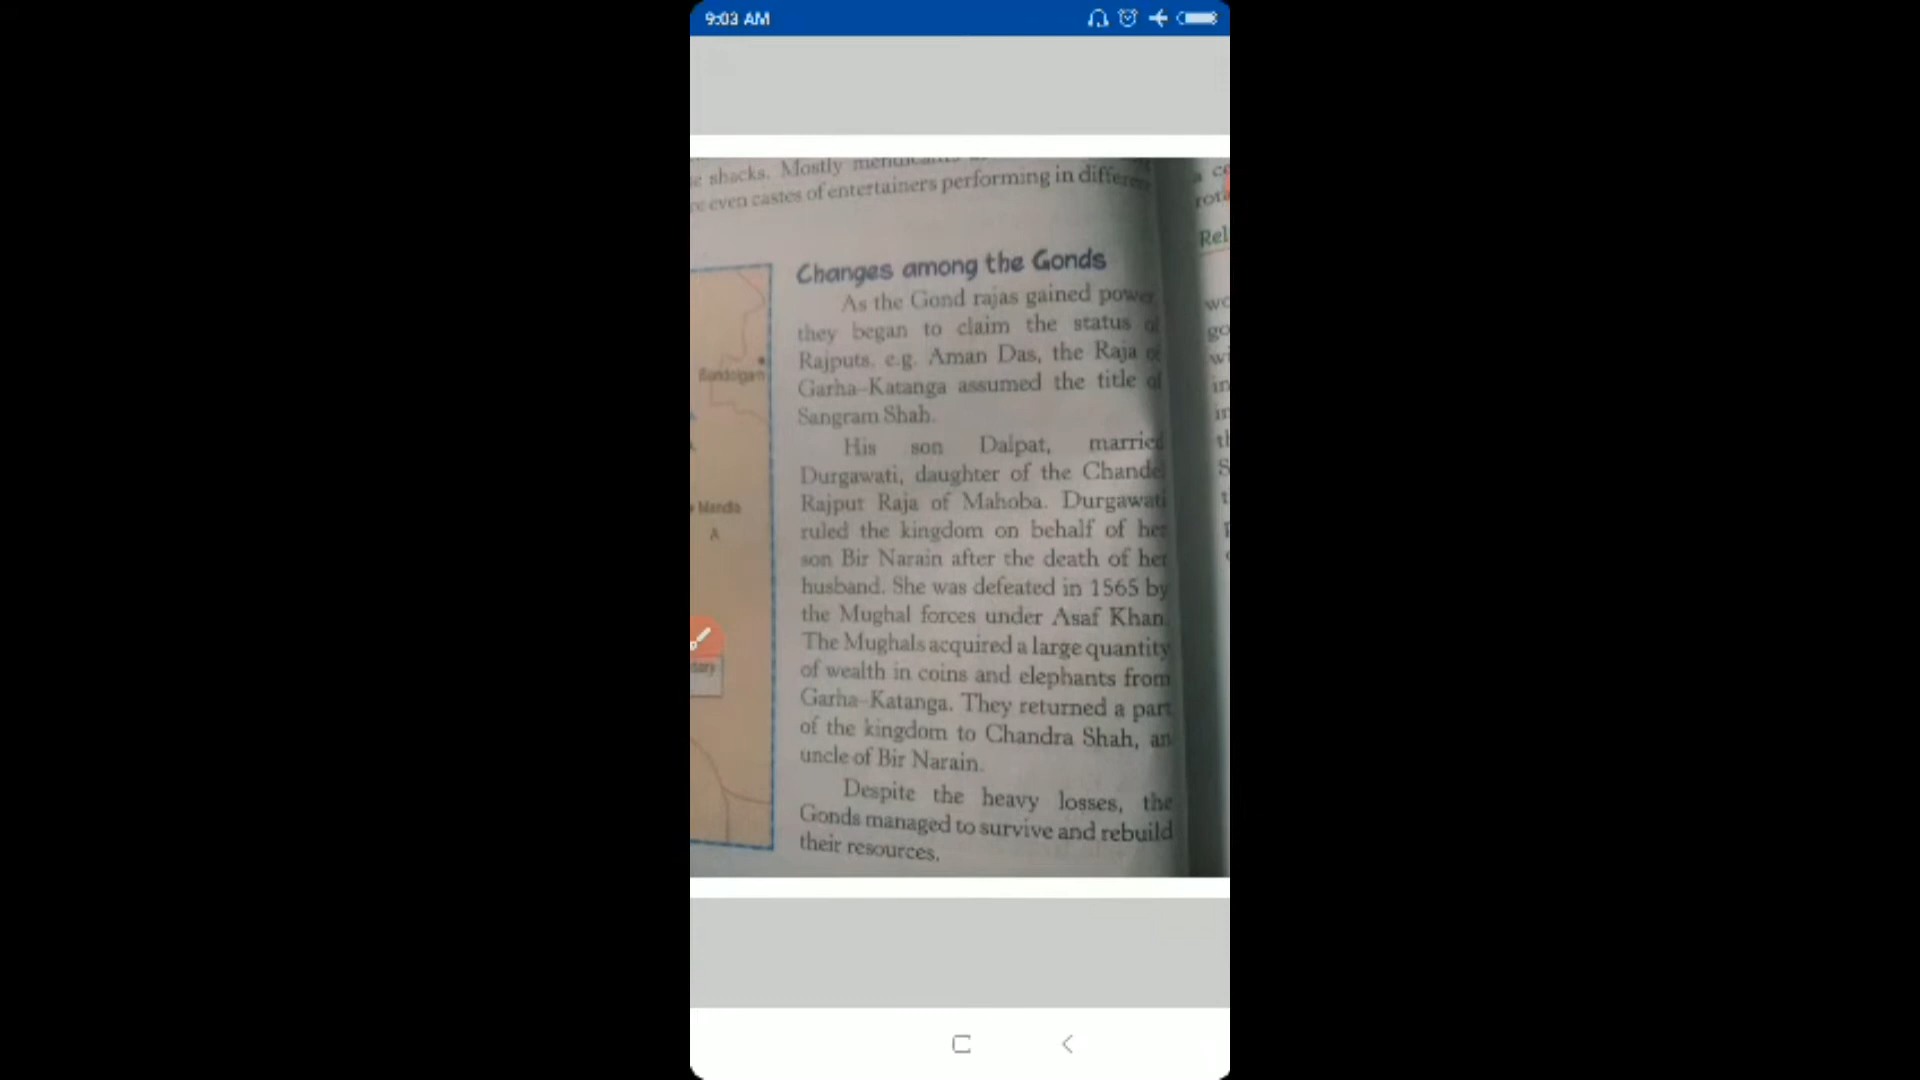 9:03 AM
shacks. Mostly
even castes of entertainers performing in
Rel
Changes among the Gonds
As the Gond rajas gained power,
they began to claim the status of
Rajputs. e.g. Aman Das, the Raja of
Garha-Katanga assumed the title of
Sangram Shah.
His son Dalpat, married
Durgawati, daughter of the Chandel
Rajput Raja of Mahoba. Durgawati
ruled the kingdom on behalf of her
son Bir Narain after the death of her
husband. She was defeated in 1565 by
the Mughal forces under Asaf Khan.
The Mughals acquired a large quantity
of wealth in coins and elephants from
Garha-Katanga. They returned a part
of the kingdom to Chandra Shah, an
uncle of Bir Narain.
Despite the heavy losses, the
Gonds managed to survive and rebuild
their resources.
Mandla